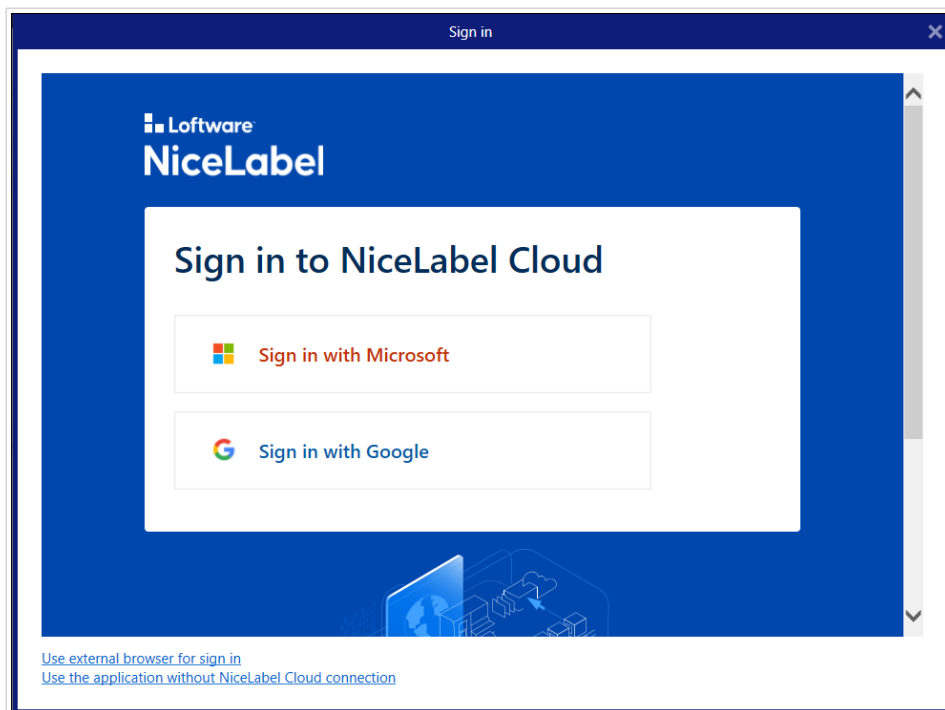 Sign in
Loftware
NiceLabel
Sign in to NiceLabel Cloud
Sign in with Microsoft
Sign in with Google
Use external browser for sign in
Use the application without NiceLabel Cloud connection